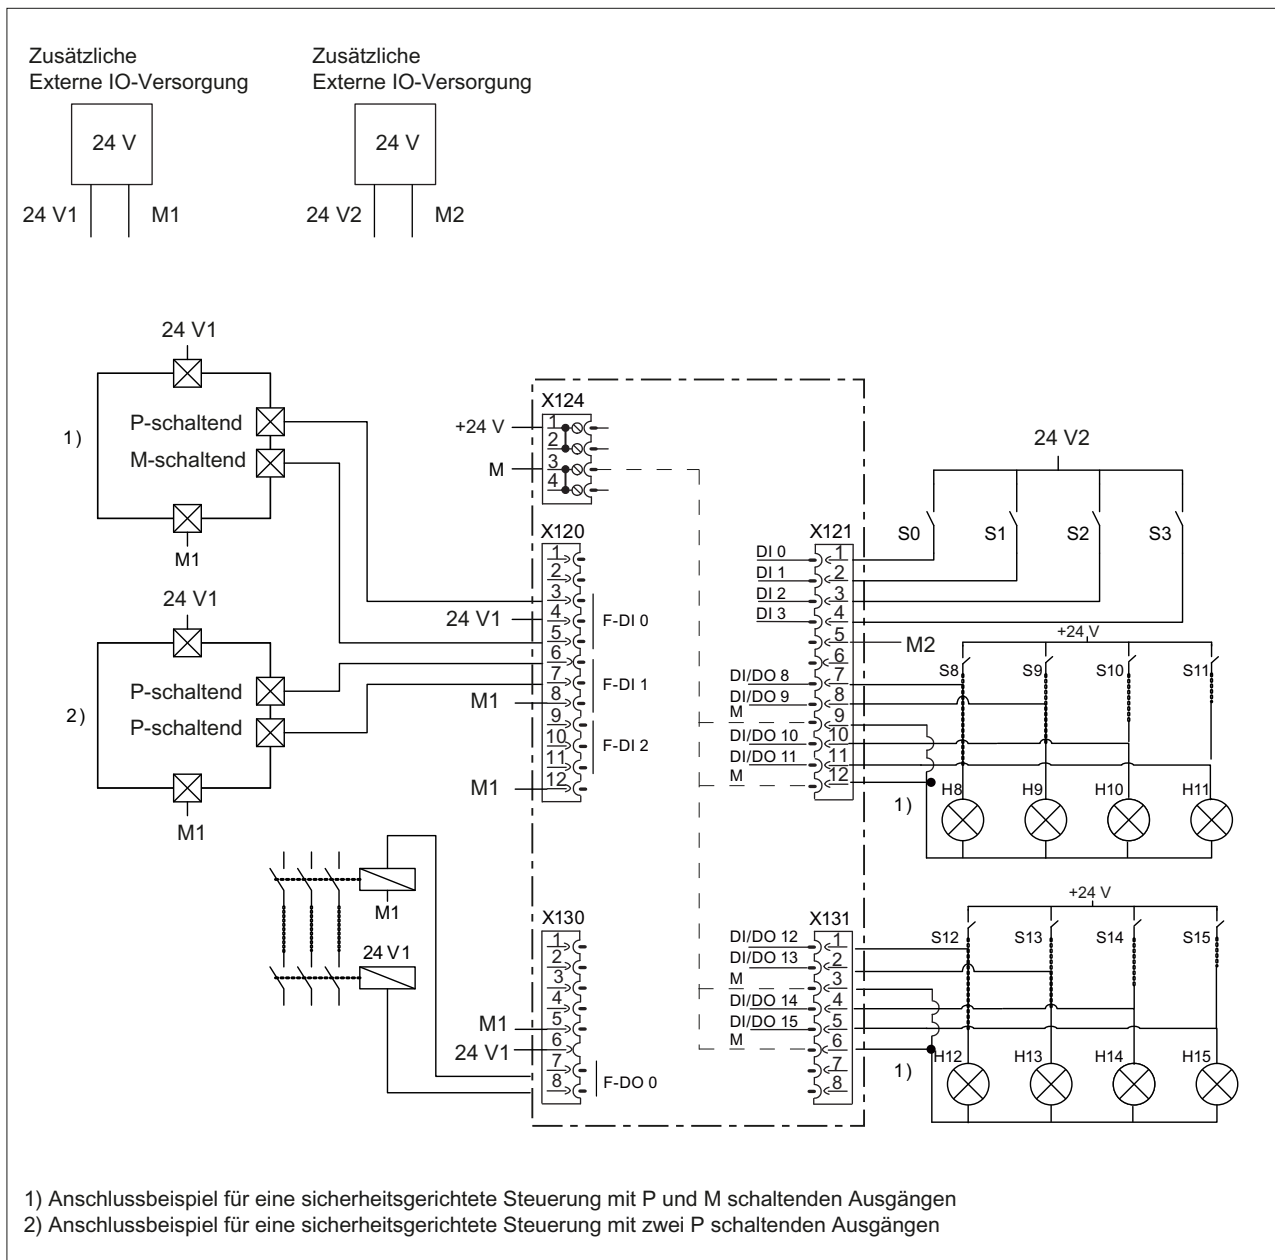 Zusätzliche
Externe IO-Versorgung
24 V
24 V1
M1
Zusätzliche
Externe IO-Versorgung
24 V
24 V2
M2
24 V1
1)
P-schaltend
M-schaltend
M1
24 V1
2)
P-schaltend
P-schaltend
M1
M1
24 V1
X124
+24 V
1
2
M
3
4
X120
1
2
3
24 V1
4
5
F-DI 0
6
7
M1
8
F-DI 1
9
10
11
F-DI 2
M1
12
X130
1
2
3
4
M1
5
24 V1
6
7
8
F-DO 0
X121
DI 0
1
DI 1
2
DI 2
3
DI 3
4
5
M2
6
DI/DO 8
7
DI/DO 9
8
M
9
DI/DO 10
10
DI/DO 11
11
M
12
24 V2
S0
S1
S2
S3
+24 V
S8
S9
S10
S11
1)
H8
H9
H10
H11
X131
DI/DO 12
1
DI/DO 13
2
M
3
DI/DO 14
4
DI/DO 15
5
M
6
7
8
+24 V
S12
S13
S14
S15
1)
H12
H13
H14
H15
1) Anschlussbeispiel für eine sicherheitsgerichtete Steuerung mit P und M schaltenden Ausgängen
2) Anschlussbeispiel für eine sicherheitsgerichtete Steuerung mit zwei P schaltenden Ausgängen